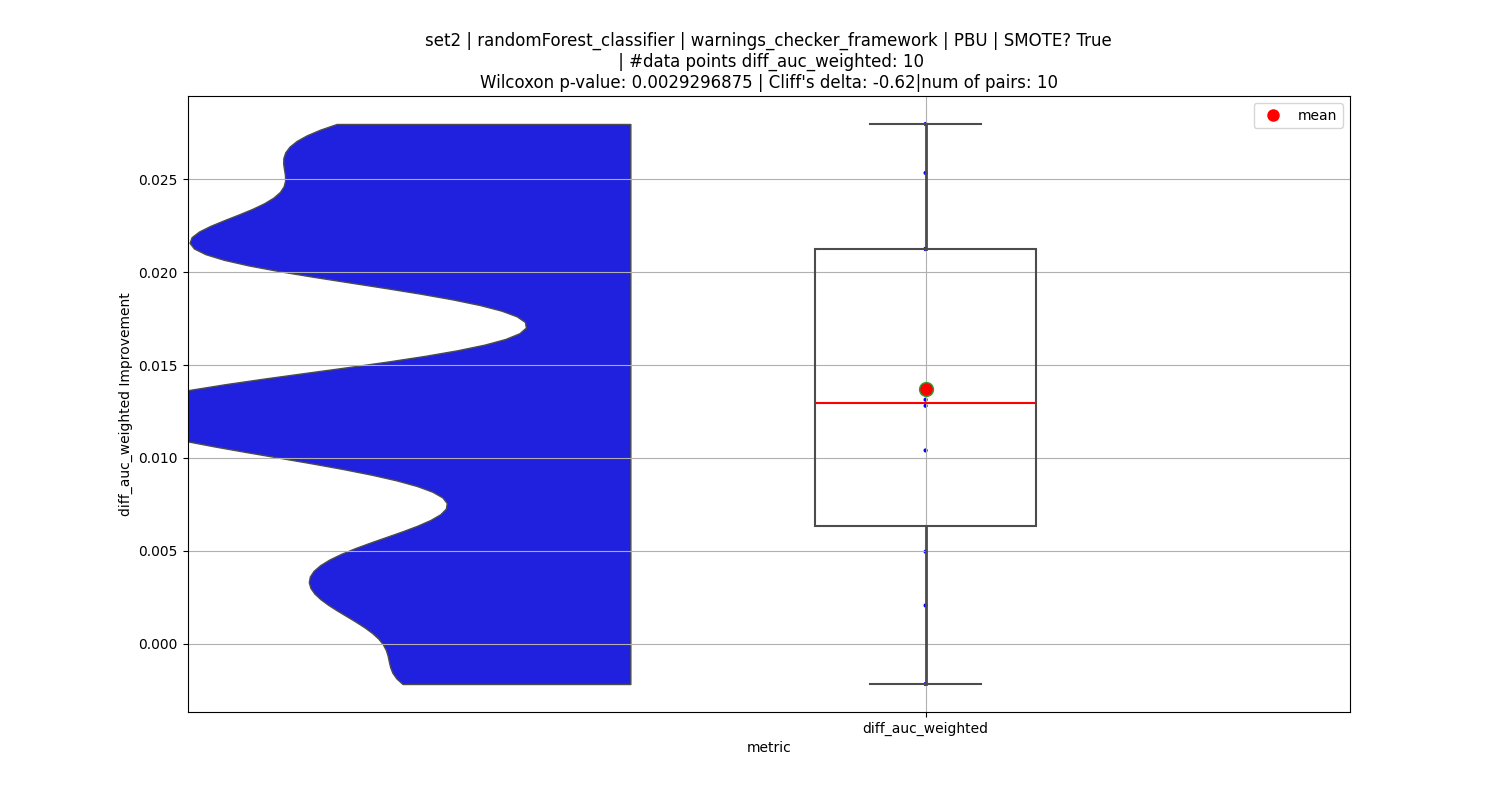 set2 | randomForest_classifier | warnings_checker_framework | PBU | SMOTE? True
| #data points diff_auc_weighted: 10
Wilcoxon p-value: 0.0029296875 | Cliff's delta: -0.62|num of pairs: 10
mean
0.025
0.020
0.015
0.010
0.005
0.000
diff_auc_weighted Improvement
diff_auc_weighted
metric